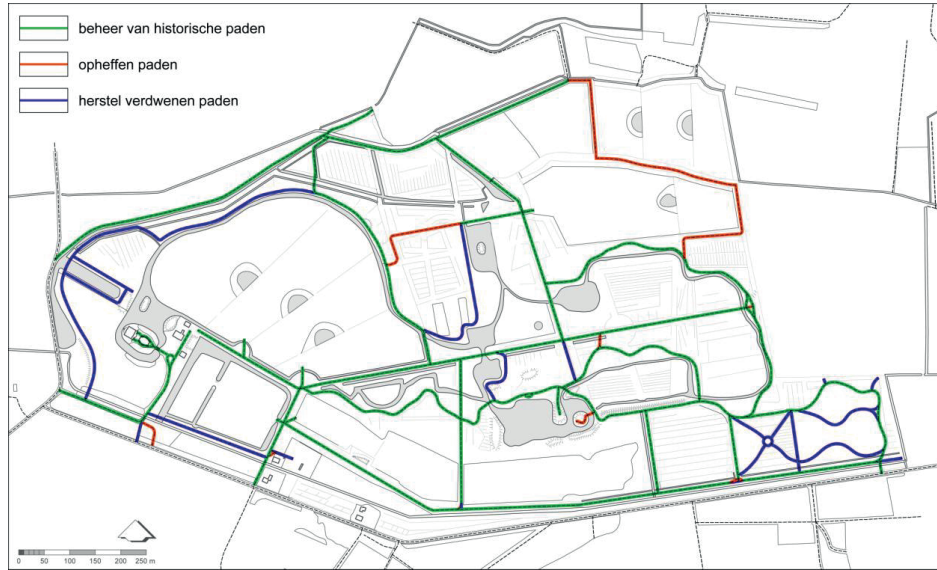 beheer van historische paden
opheffen paden
herstel verdwenen paden
0 50 100 150 200 250 m